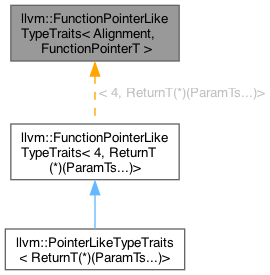 llvm::FunctionPointerLike
TypeTraits< Alignment,
FunctionPointerT >
< 4, ReturnT(*)(ParamTs...)>
llvm::FunctionPointerLike
TypeTraits< 4, ReturnT
(*)(ParamTs...)>
llvm::PointerLikeTypeTraits
< ReturnT(*)(ParamTs...)>